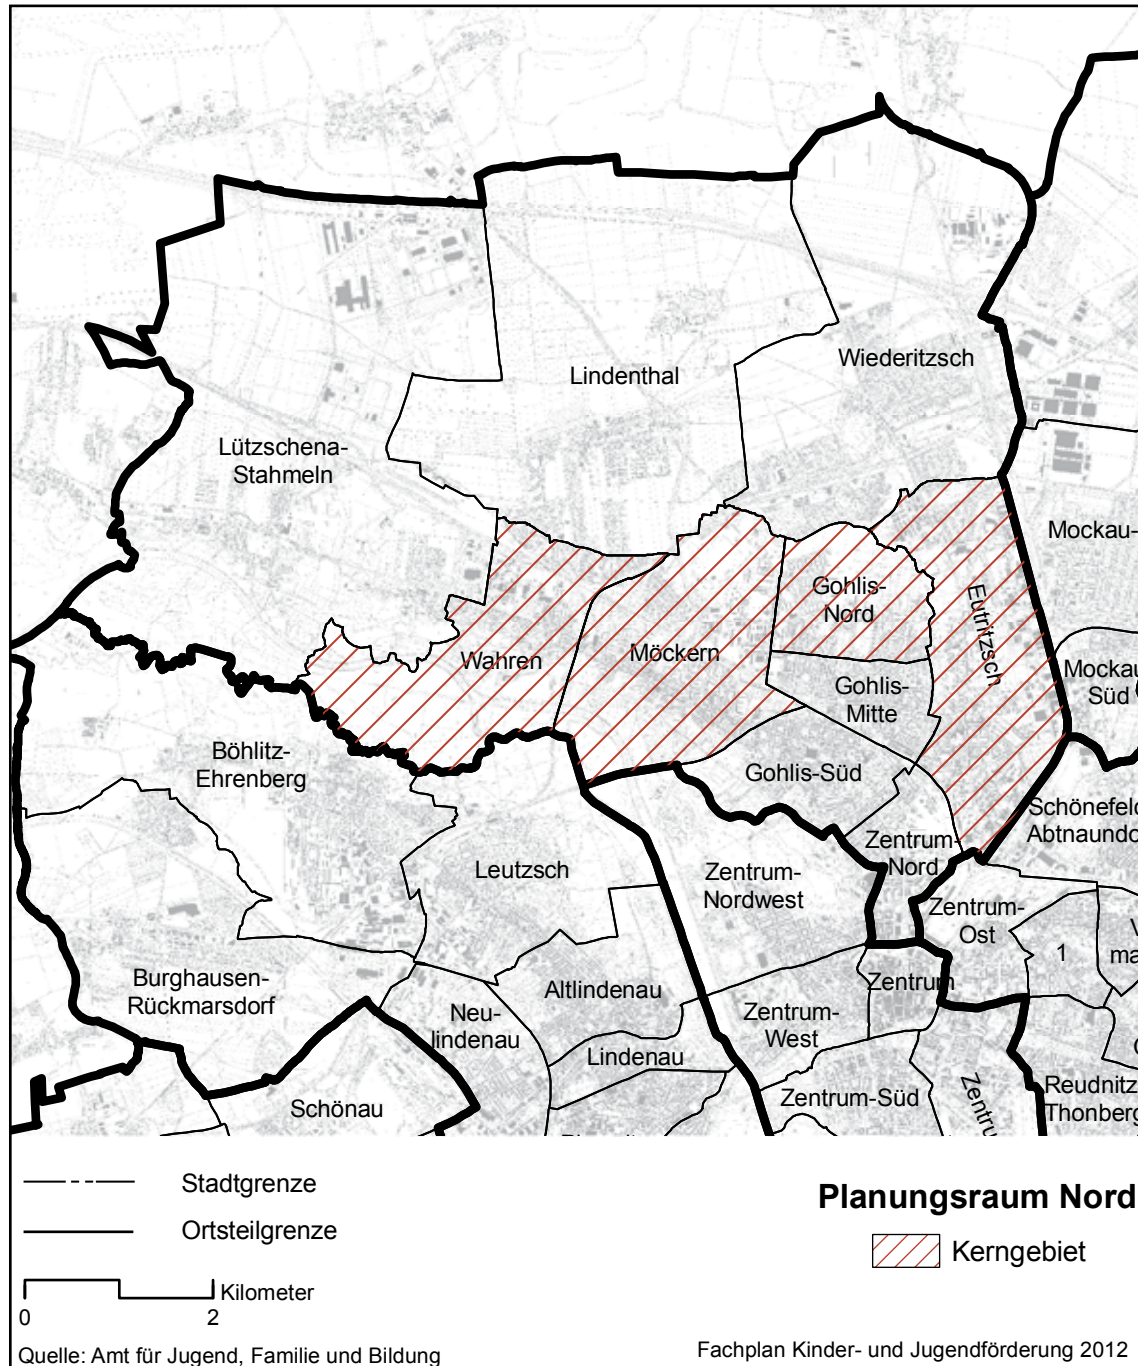 Wiederitzsch
Lindenthal
Lützschena-
Stahmeln
Mockau-
Gohlis-
Nord
Eutritzsch
Wahren
Möckern
Mockau
Süd
Gohlis-
Mitte
Böhlitz-
Ehrenberg
Gohlis-Süd
Schönefeld
Abtnaundo
Zentrum-
Nord
Leutzsch
Zentrum-
Nordwest
Zentrum-
Ost
1
V
ma
Burghausen-
Rückmarsdorf
Altlindenau
Zentrum
Neu-
lindenau
Zentrum-
West
Lindenau
Zentrum-Süd
Zentru
Reudnitz
Thonberg
Schönau
Stadtgrenze
Ortsteilgrenze
Kilometer
0 2
Planungsraum Nord
Kerngebiet
Quelle: Amt für Jugend, Familie und Bildung
Fachplan Kinder- und Jugendförderung 2012